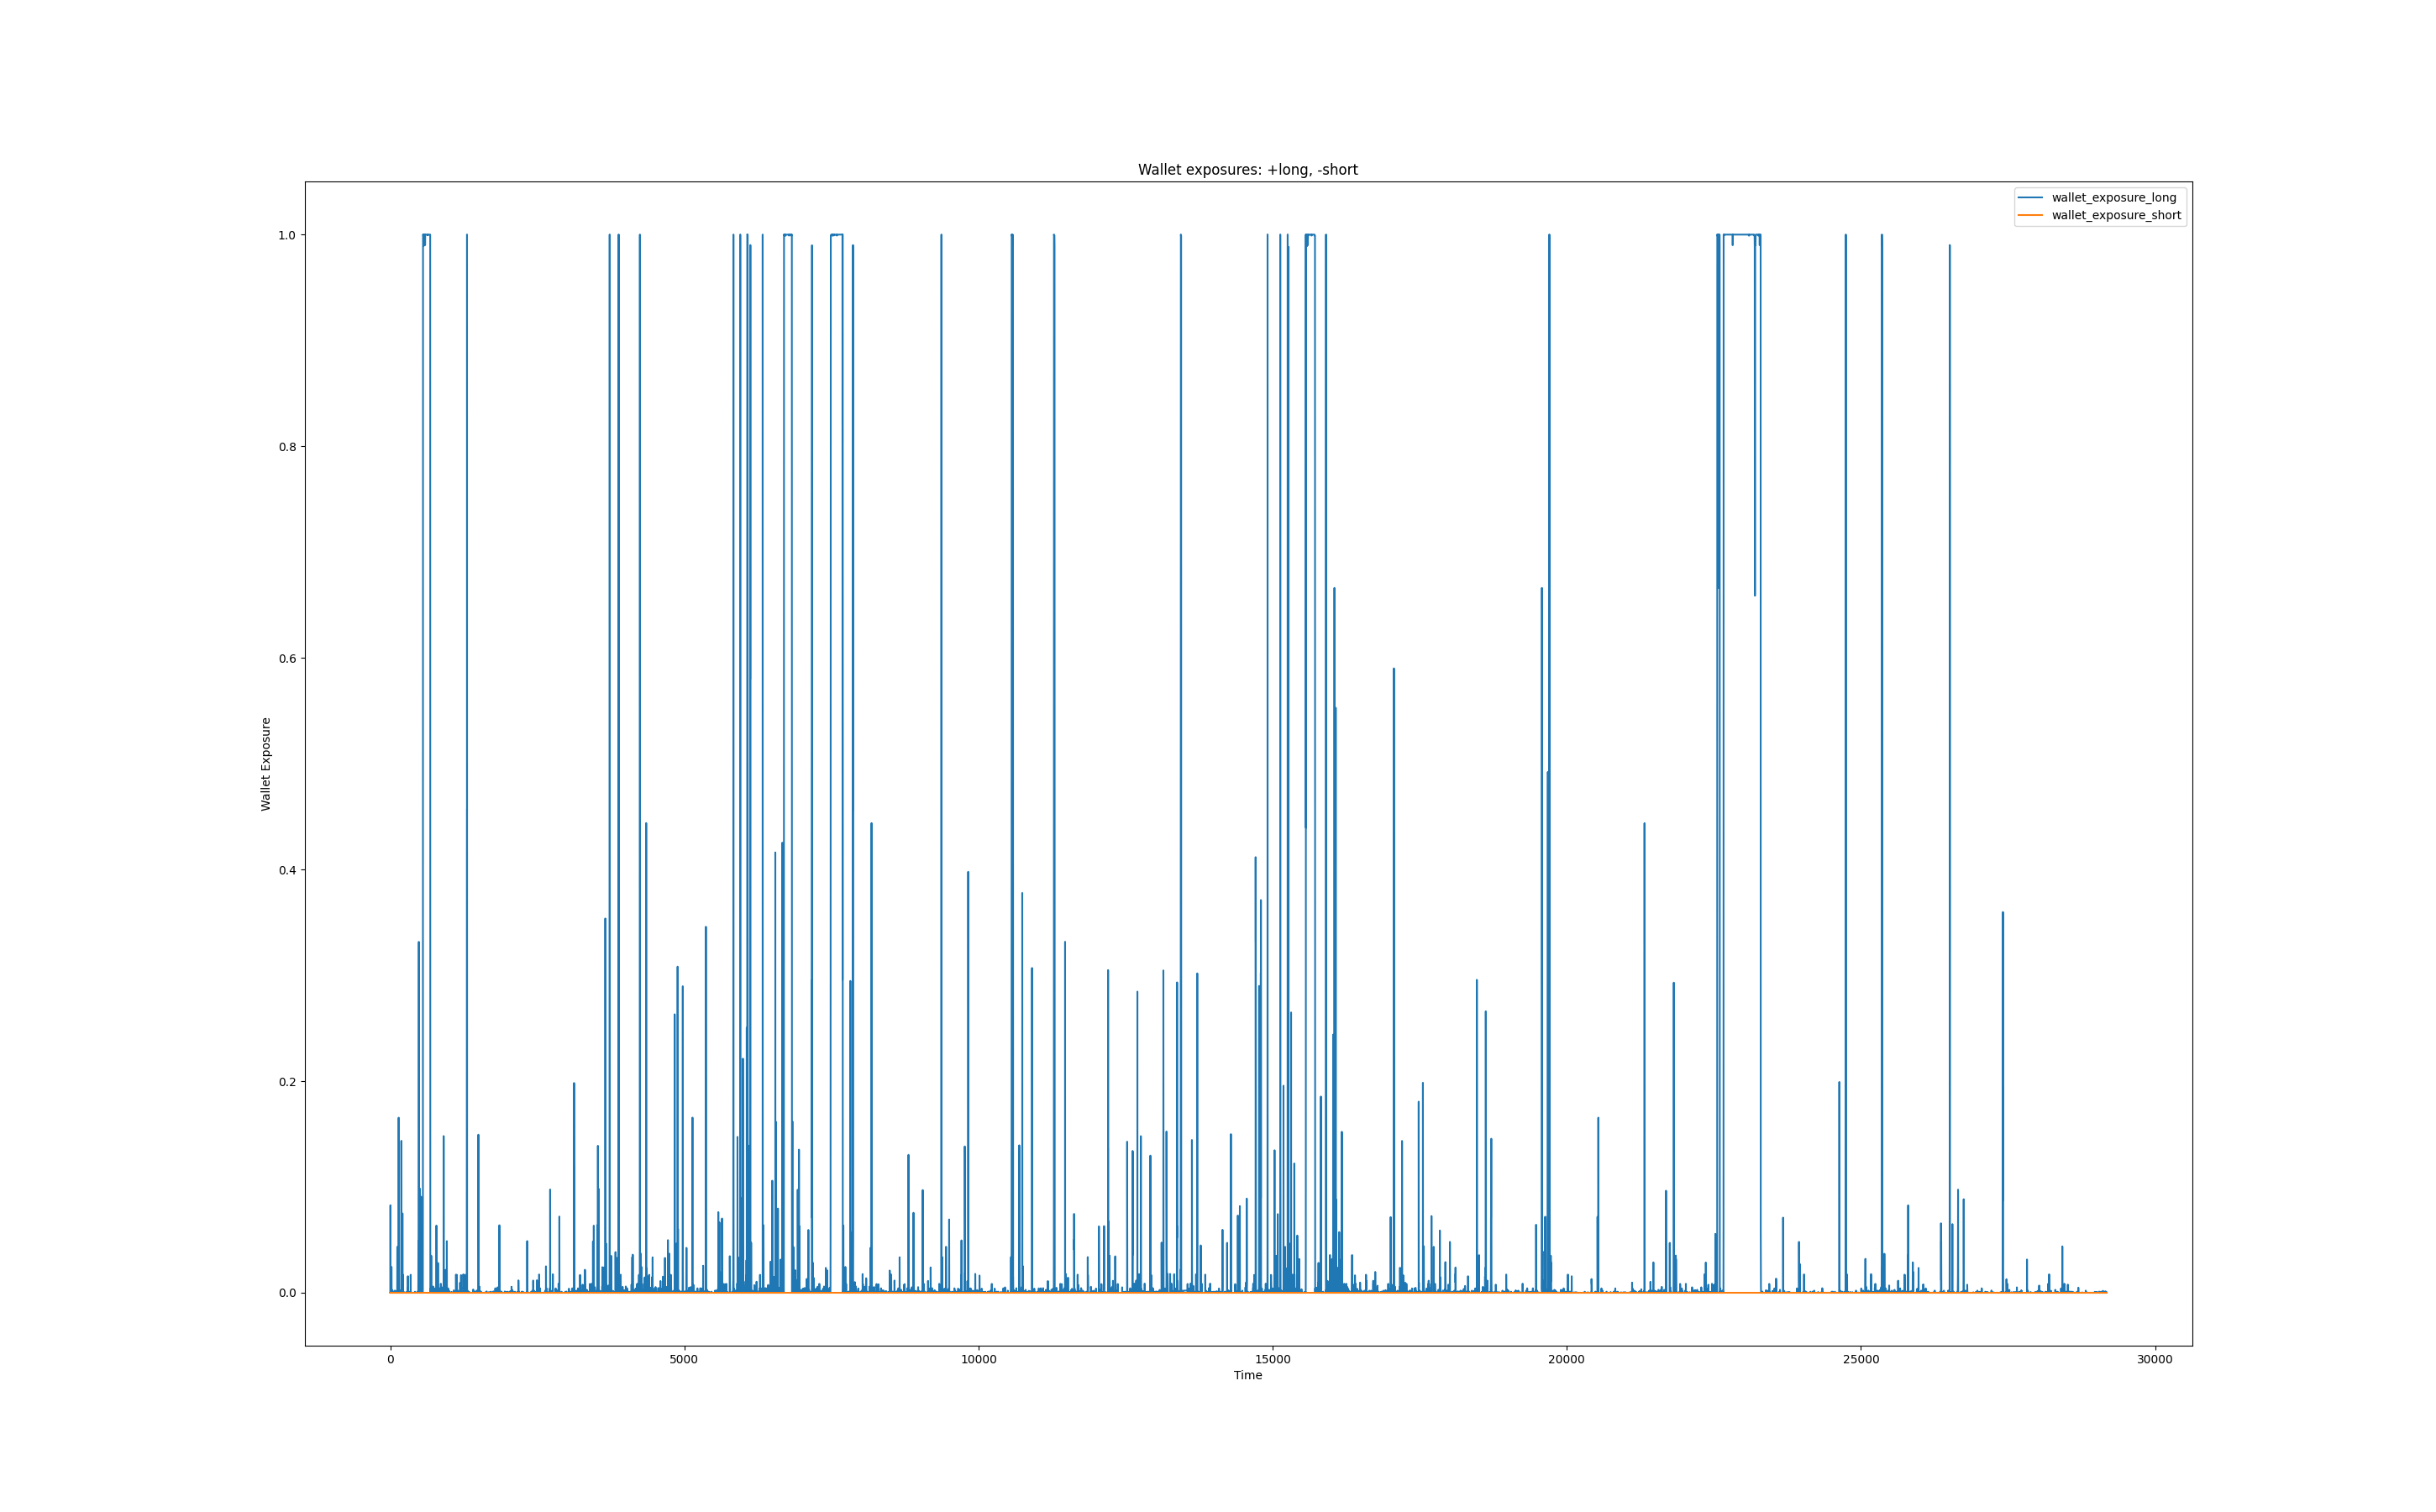 Wallet exposures: +long, -short
wallet_exposure_long
wallet_exposure_short
1.0
0.8
0.6
0.4
0.2
0.0
Wallet Exposure
0 5000 10000 15000 20000 25000 30000
Time